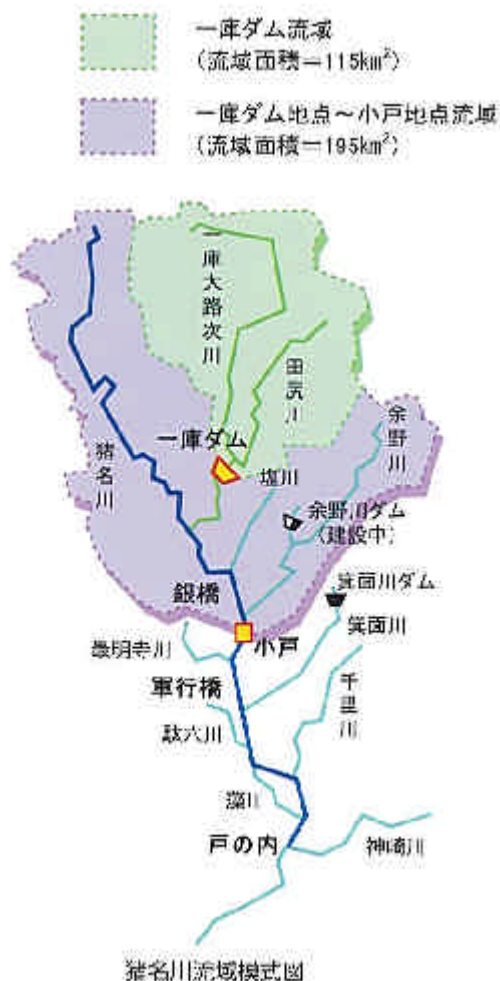 一庫ダム流域
(流域面積＝115km²)
一庫ダム地点～小戸地点流域
(流域面積＝195km²)
一庫大路次川
田尻川
余野川
猪名川
一庫ダム
塩川
余野川ダム
(建設中)
箕面川ダム
銀橋
箕面川
小戸
最明寺川
千里川
軍行橋
駄六川
藻川
戸の内
神崎川
猪名川流域模式図